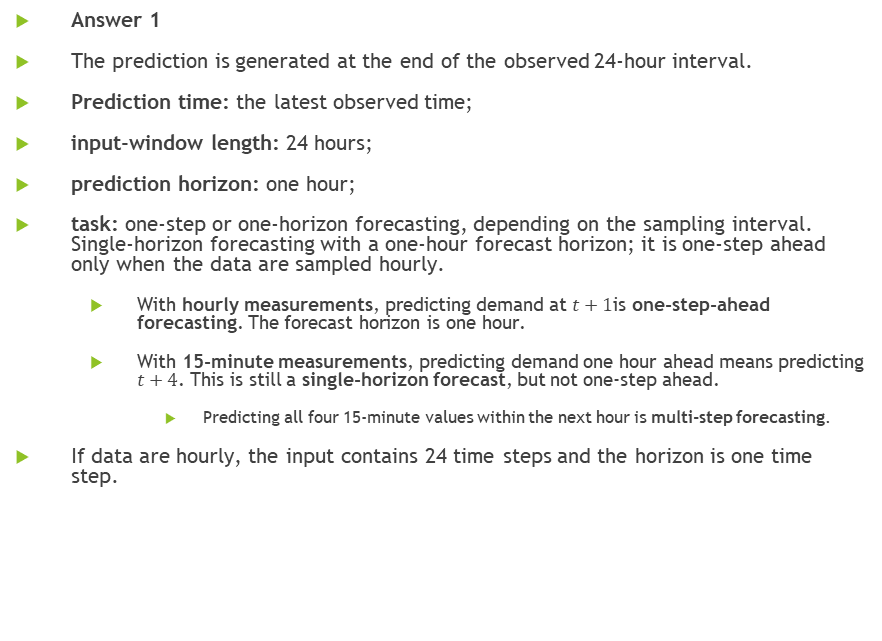 Answer 1
The prediction is generated at the end of the observed 24-hour interval.
Prediction time: the latest observed time;
input-window length: 24 hours;
prediction horizon: one hour;
task: one-step or one-horizon forecasting, depending on the sampling interval.
Single-horizon forecasting with a one-hour forecast horizon; it is one-step ahead
only when the data are sampled hourly.
With hourly measurements, predicting demand at t + 1is one-step-ahead
forecasting. The forecast horizon is one hour.
With 15-minute measurements, predicting demand one hour ahead means predicting
t + 4. This is still a single-horizon forecast, but not one-step ahead.
Predicting all four 15-minute values within the next hour is multi-step forecasting.
If data are hourly, the input contains 24 time steps and the horizon is one time
step.